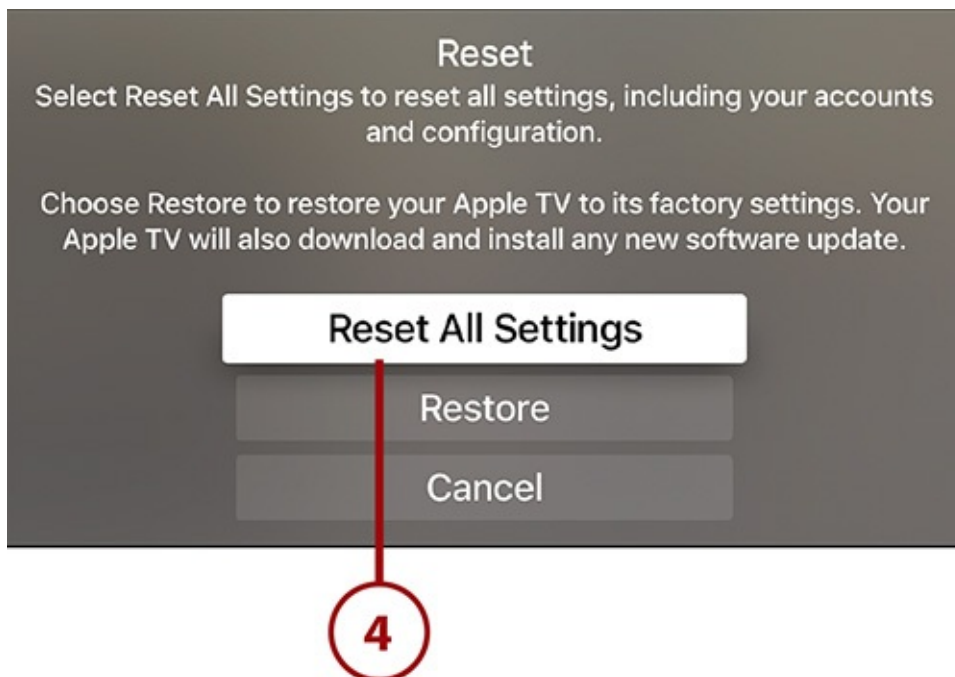 Reset
Select Reset All Settings to reset all settings, including your accounts
and configuration.
Choose Restore to restore your Apple TV to its factory settings. Your
Apple TV will also download and install any new software update.
Reset All Settings
Restore
Cancel
4